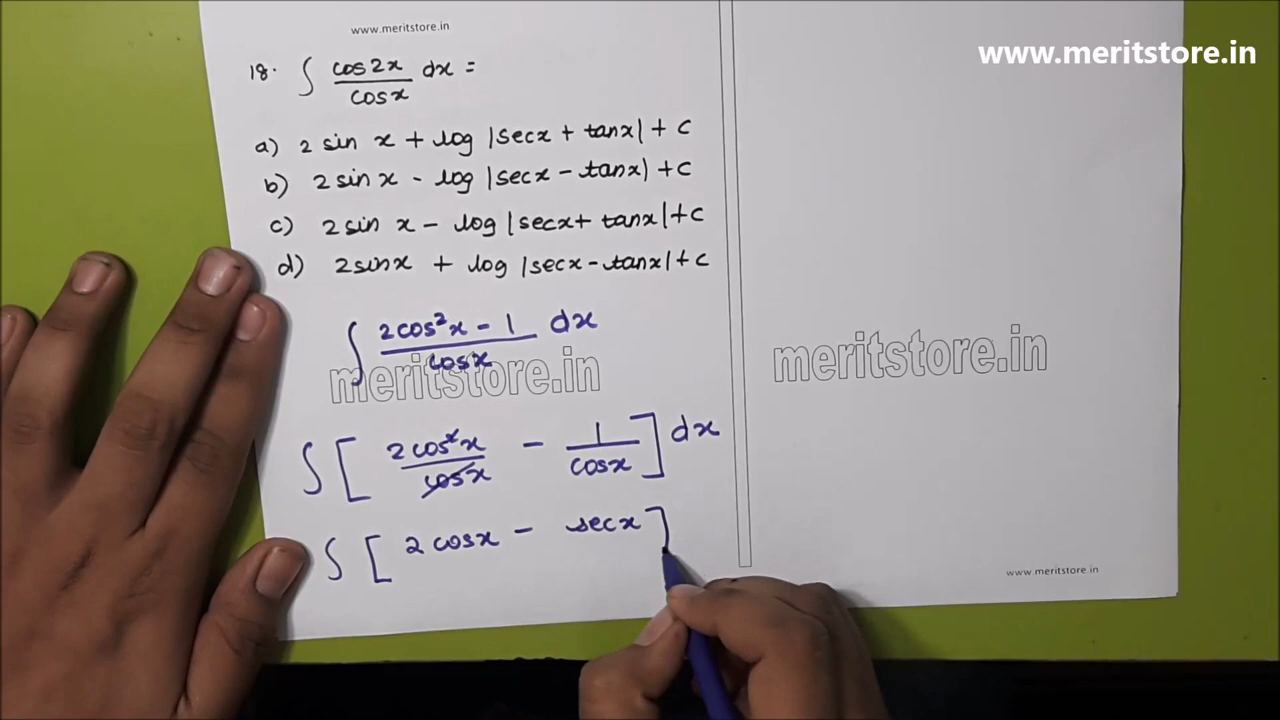 www.meritstore.in
www.meritstore.in
18. ∫ cos2x / cosx dx =
a) 2 sin x + log |secx + tanx| + c
b) 2 sin x - log |secx - tanx| + c
c) 2 sin x - log |secx + tanx| + c
d) 2 sinx + log |secx - tanx| + c
∫ 2cos²x - 1 / cosx dx
meritstore.in
meritstore.in
∫ [ 2cos²x / cosx - 1 / cosx ] dx
∫ [ 2 cosx - secx ]
www.meritstore.in